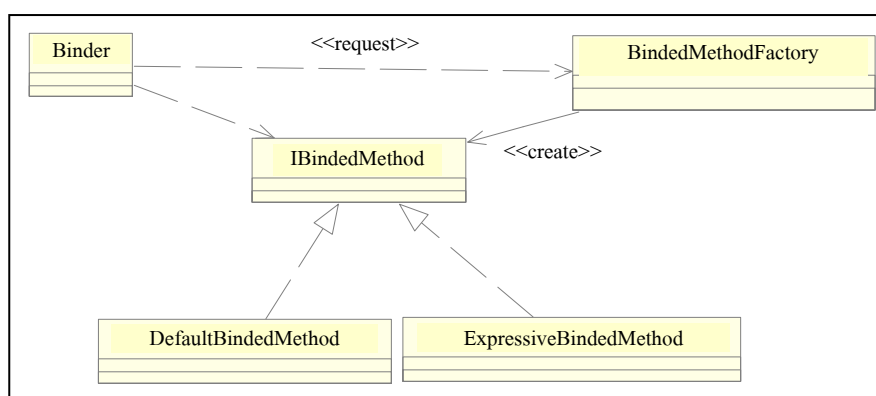 Binder
<<request>>
BindedMethodFactory
IBindedMethod
<<create>>
DefaultBindedMethod
ExpressiveBindedMethod